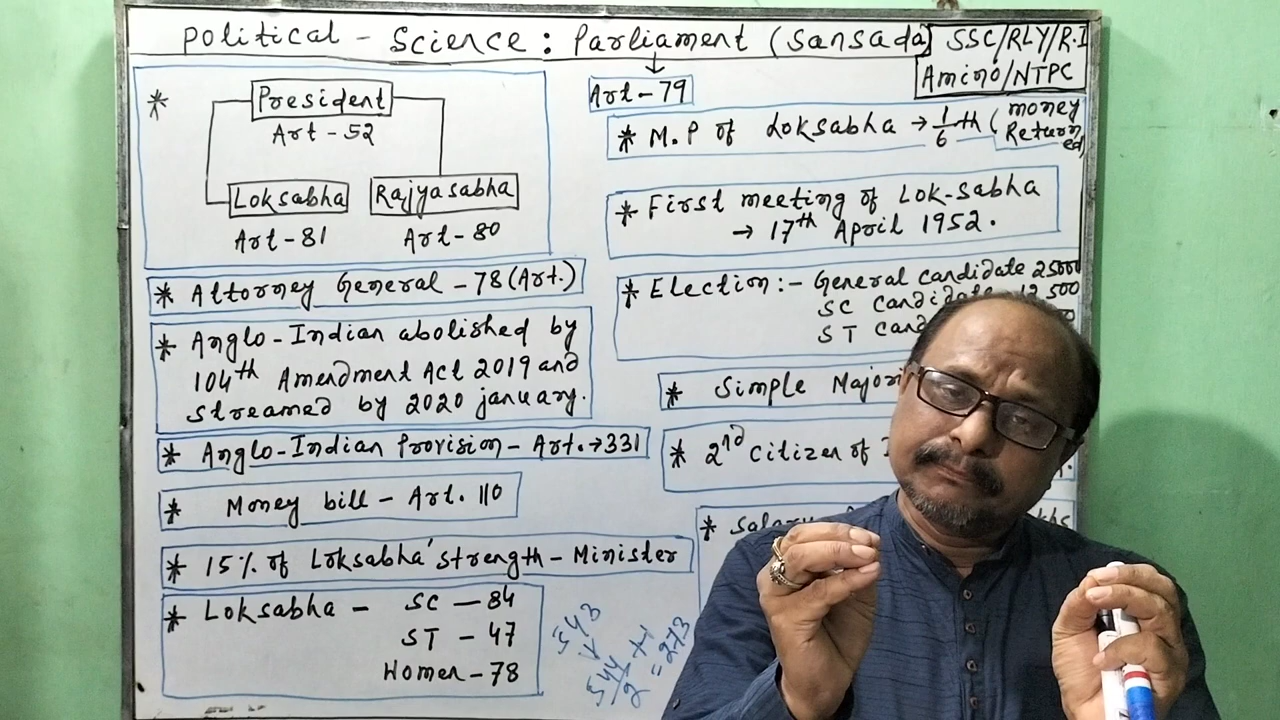 Political - Science : Parliament (Sansada)
SSC/RLY/R.I
Amino/NTPC
Art - 79
*
President
Art - 52
Loksabha
Rajyasabha
Art - 81
Art - 80
* Attorney General - 78 (Art.)
* Anglo-Indian abolished by
104th Amendment Act 2019 and
streamed by 2020 january.
* Anglo-Indian Provision - Art. → 331
* Money bill - Art. 110
* 15% of Loksabha's strength - Minister
* Loksabha - SC - 84
ST - 47
Women - 78
543
544/2 + 1
= 273
* M.P of Loksabha → 1/6 th (money
Returned)
* First meeting of Lok-Sabha
→ 17th April 1952.
* Election :- General candidate 25000
SC candidate 12500
ST
* Simple
* 2nd Citizen of
* Salary